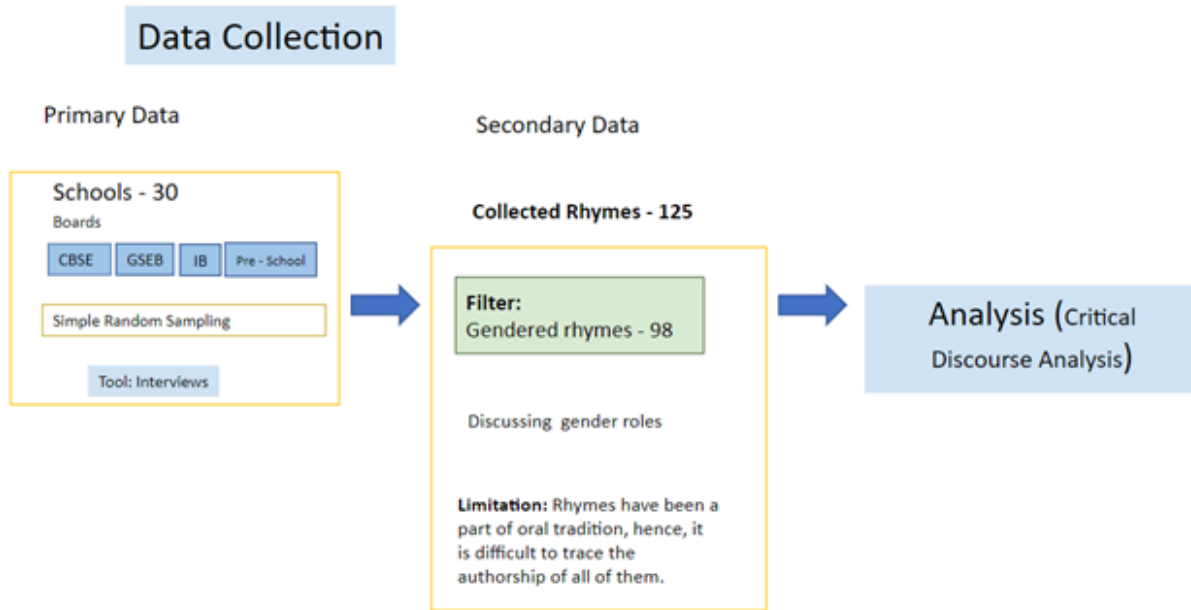 Data Collection
Primary Data
Schools - 30
Boards
CBSE GSEB IB Pre - School
Simple Random Sampling
Tool: Interviews
Secondary Data
Collected Rhymes - 125
Filter:
Gendered rhymes - 98
Discussing gender roles
Limitation: Rhymes have been a
part of oral tradition, hence, it
is difficult to trace the
authorship of all of them.
Analysis (Critical
Discourse Analysis)